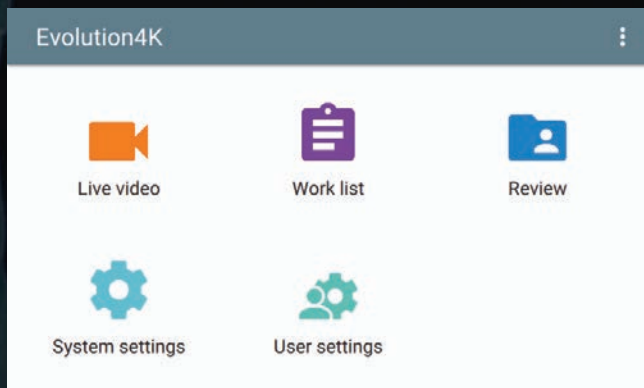 Evolution4K
Live video
Work list
Review
System settings
User settings